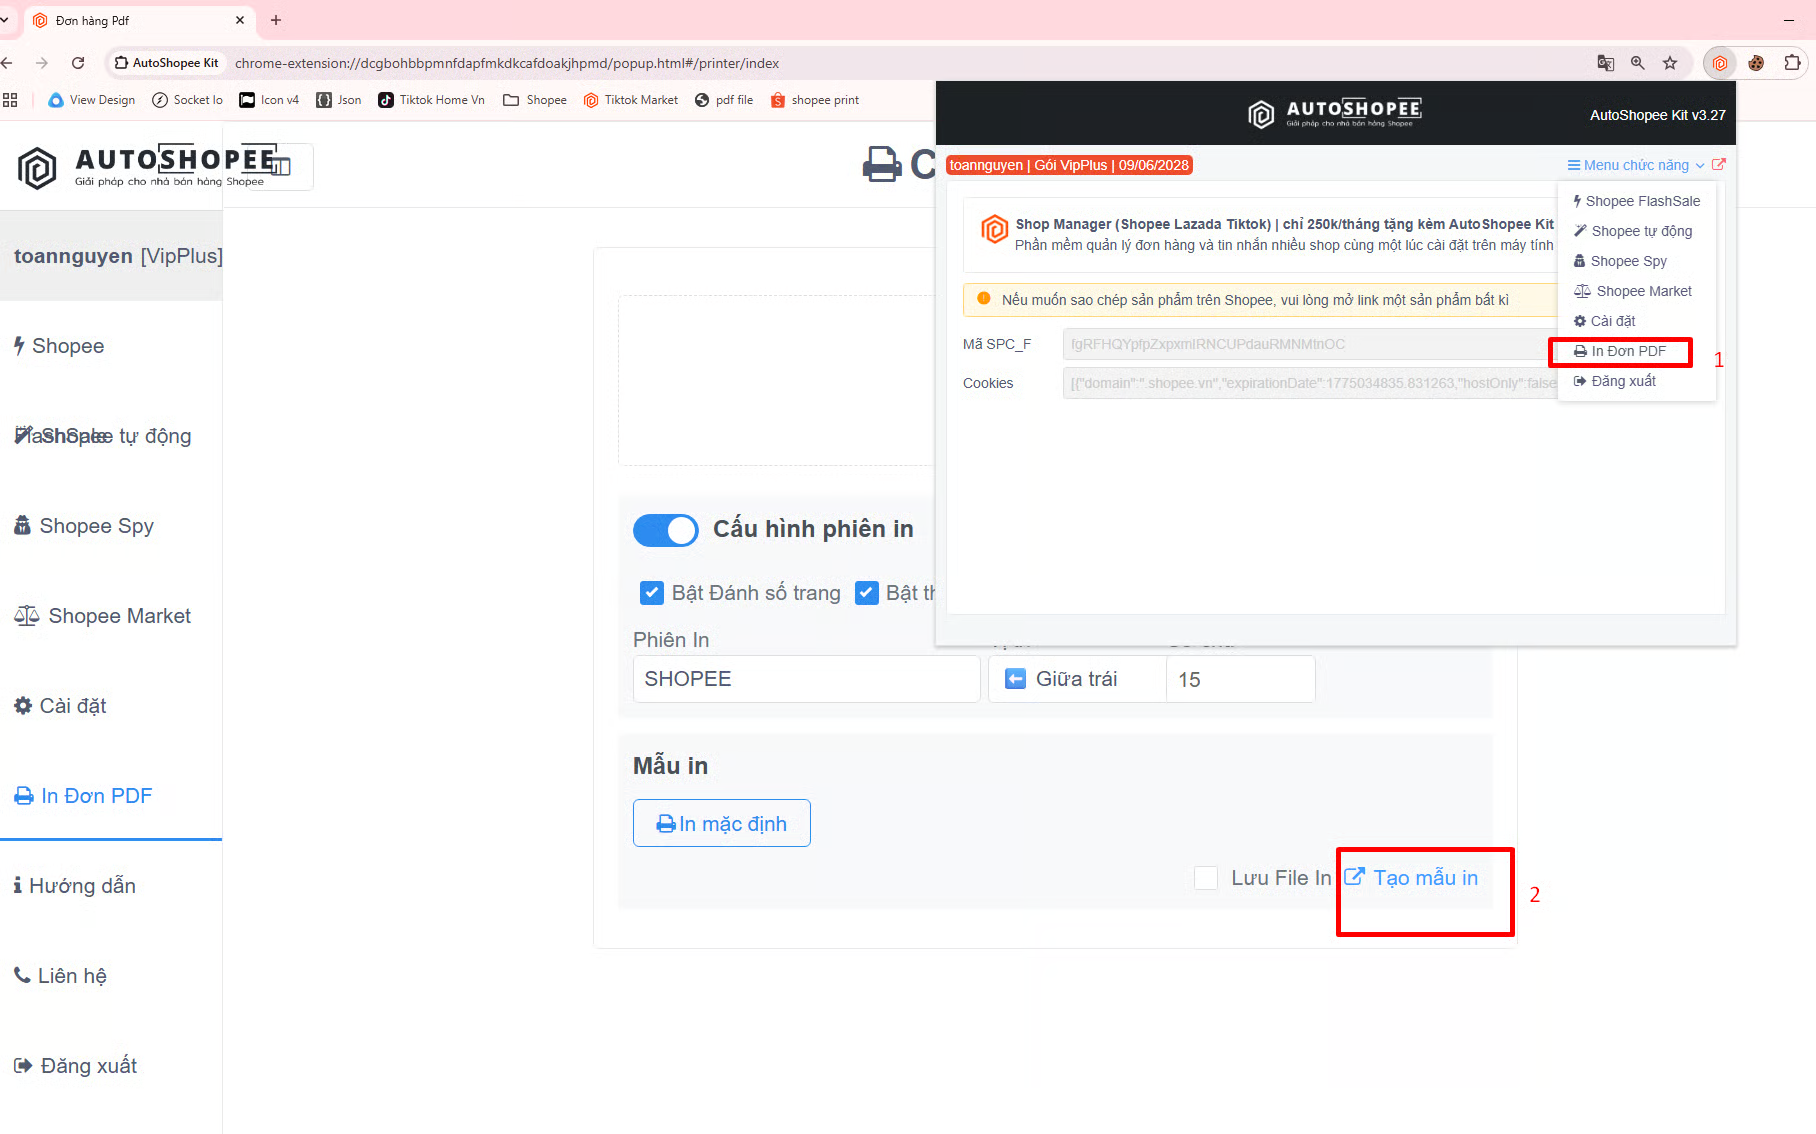 Đơn hàng Pdf
AutoShopee Kit
chrome-extension://dcgbohbbpmnfdapfmkdkcafdoakjhpmd/popup.html#/printer/index
View Design
Socket Io
Icon v4
Json
Tiktok Home Vn
Shopee
Tiktok Market
pdf file
shopee print
AUTOSHOPEE
Giải pháp cho nhà bán hàng Shopee
C
toannguyen [VipPlus]
Shopee
FlashSale
Shopee tự động
Shopee Spy
Shopee Market
Cài đặt
In Đơn PDF
Hướng dẫn
Liên hệ
Đăng xuất
AUTOSHOPEE
Giải pháp cho nhà bán hàng Shopee
AutoShopee Kit v3.27
toannguyen | Gói VipPlus | 09/06/2028
Menu chức năng
Shop Manager (Shopee Lazada Tiktok) | chỉ 250k/tháng tặng kèm AutoShopee Kit
Phần mềm quản lý đơn hàng và tin nhắn nhiều shop cùng một lúc cài đặt trên máy tính
Nếu muốn sao chép sản phẩm trên Shopee, vui lòng mở link một sản phẩm bất kì
Mã SPC_F
fgRFHQYpfpZxpxmIRNCUPdauRMNMtnOC
Cookies
[{"domain":".shopee.vn","expirationDate":1775034835.831263,"hostOnly":false
Shopee FlashSale
Shopee tự động
Shopee Spy
Shopee Market
Cài đặt
In Đơn PDF
1
Đăng xuất
Cấu hình phiên in
Bật Đánh số trang
Bật th
Phiên In
SHOPEE
Giữa trái
15
Mẫu in
In mặc định
Lưu File In
Tạo mẫu in
2